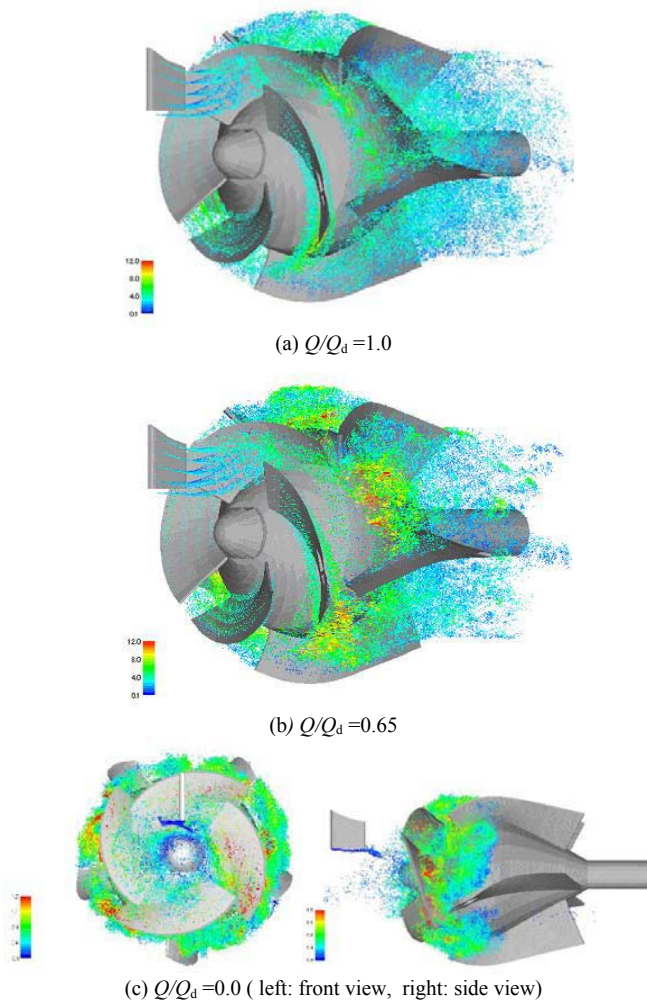 12.0
8.0
4.0
0.1
(a) Q/Qd =1.0
12.0
8.0
4.0
0.1
(b) Q/Qd =0.65
(c) Q/Qd =0.0 ( left: front view, right: side view)